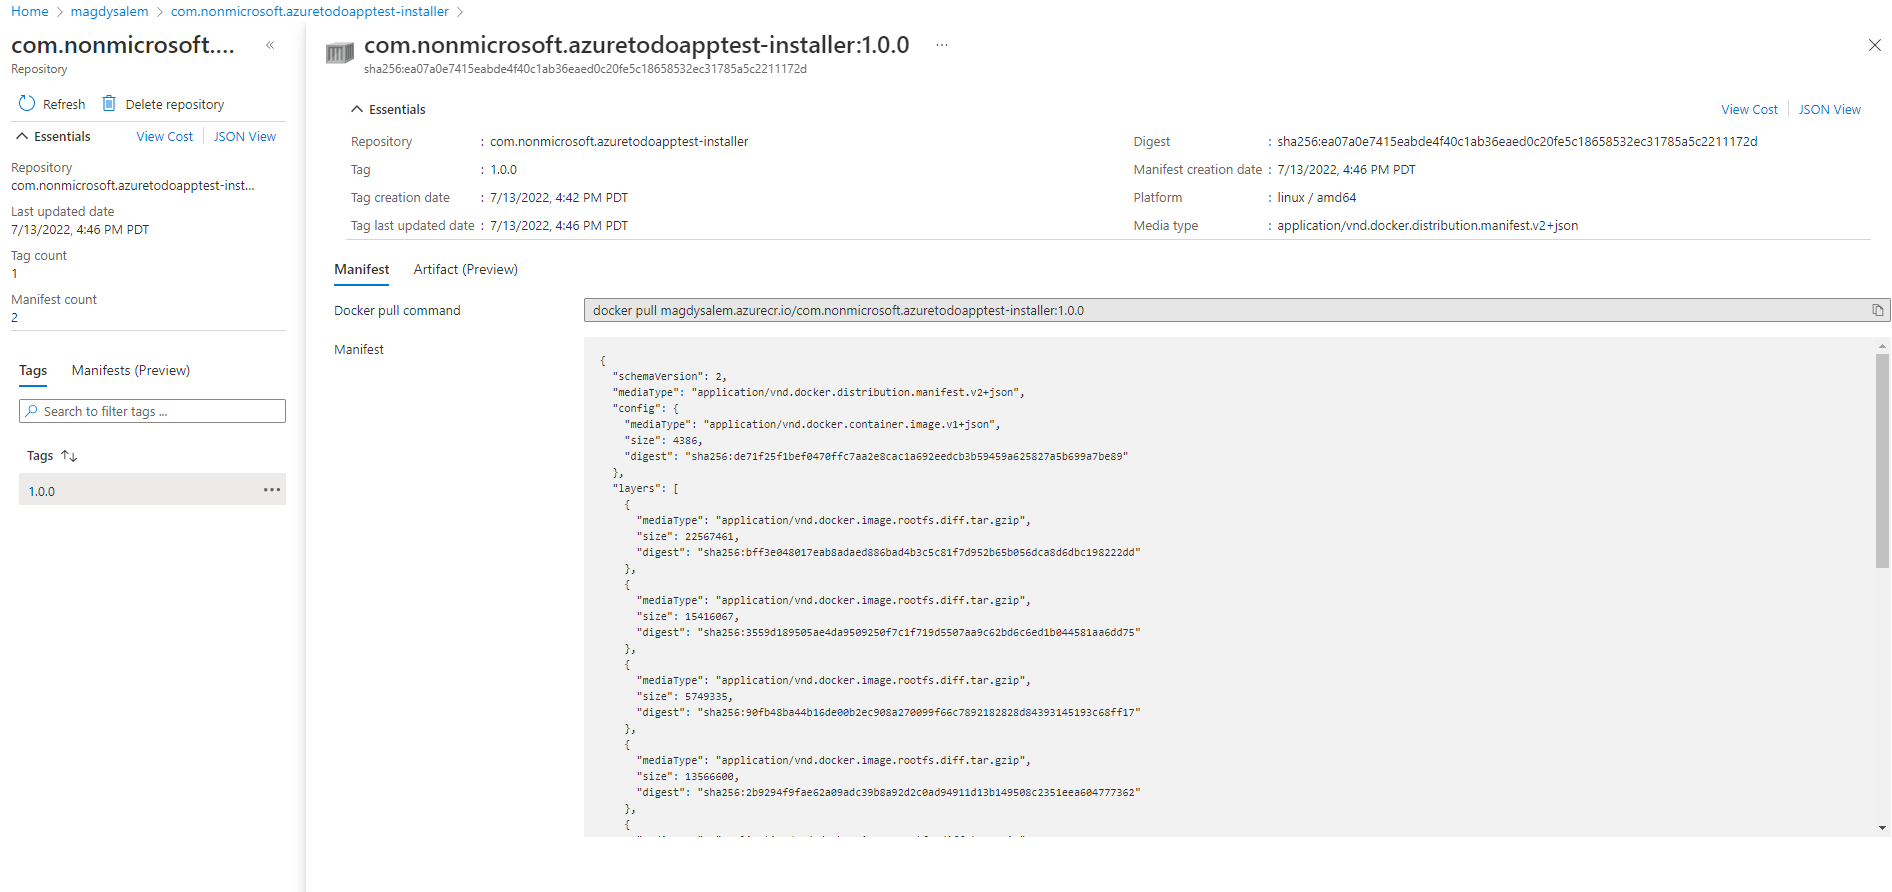 Home > magdysalem > com.nonmicrosoft.azuretodoapptest-installer >
com.nonmicrosoft....
Repository
Refresh Delete repository
Essentials View Cost JSON View
Repository
com.nonmicrosoft.azuretodoapptest-inst...
Last updated date
7/13/2022, 4:46 PM PDT
Tag count
1
Manifest count
2
Tags Manifests (Preview)
Search to filter tags ...
Tags
1.0.0
com.nonmicrosoft.azuretodoapptest-installer:1.0.0
sha256:ea07a0e7415eabde4f40c1ab36eaed0c20fe5c18658532ec31785a5c2211172d
Essentials View Cost JSON View
Repository : com.nonmicrosoft.azuretodoapptest-installer
Tag : 1.0.0
Tag creation date : 7/13/2022, 4:42 PM PDT
Tag last updated date : 7/13/2022, 4:46 PM PDT
Digest : sha256:ea07a0e7415eabde4f40c1ab36eaed0c20fe5c18658532ec31785a5c2211172d
Manifest creation date : 7/13/2022, 4:46 PM PDT
Platform : linux / amd64
Media type : application/vnd.docker.distribution.manifest.v2+json
Manifest Artifact (Preview)
Docker pull command
docker pull magdysalem.azurecr.io/com.nonmicrosoft.azuretodoapptest-installer:1.0.0
Manifest
{
"schemaVersion": 2,
"mediaType": "application/vnd.docker.distribution.manifest.v2+json",
"config": {
"mediaType": "application/vnd.docker.container.image.v1+json",
"size": 4386,
"digest": "sha256:de71f25f1bef0470ffc7aa2e8cac1a692eedcb3b59459a625827a5b699a7be89"
},
"layers": [
{
"mediaType": "application/vnd.docker.image.rootfs.diff.tar.gzip",
"size": 22567461,
"digest": "sha256:bff3e048017eab8adaed886bad4b3c5c81f7d952b65b056dca8d6dbc198222dd"
},
{
"mediaType": "application/vnd.docker.image.rootfs.diff.tar.gzip",
"size": 15416067,
"digest": "sha256:3559d189505ae4da9509250f7c1f719d5507aa9c62bd6c6ed1b044581aa6dd75"
},
{
"mediaType": "application/vnd.docker.image.rootfs.diff.tar.gzip",
"size": 5749335,
"digest": "sha256:90fb48ba44b16de00b2ec908a270099f66c7892182828d84393145193c68ff17"
},
{
"mediaType": "application/vnd.docker.image.rootfs.diff.tar.gzip",
"size": 13566600,
"digest": "sha256:2b9294f9fae62a09adc39b8a92d2c0ad94911d13b149508c2351eea604777362"
},
{